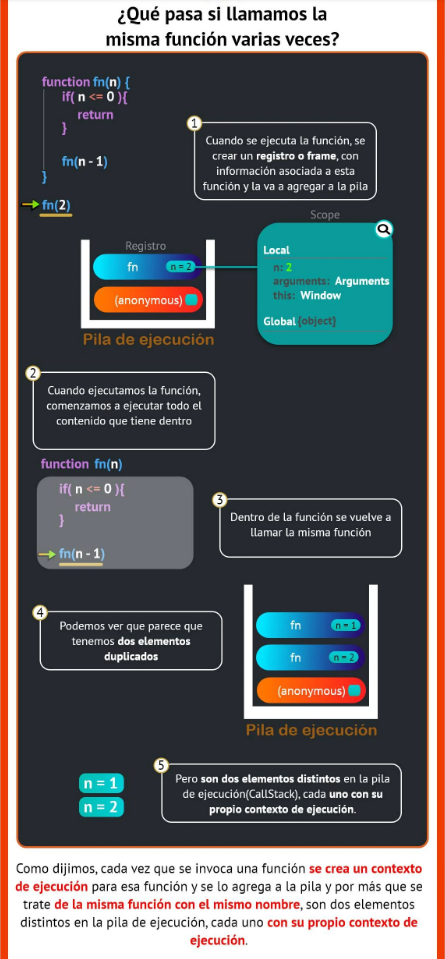 ¿Qué pasa si llamamos la
misma función varias veces?
function fn(n) {
if( n <= 0 ){
return
}
fn(n - 1)
}
fn(2)
1
Cuando se ejecuta la función, se
crear un registro o frame, con
información asociada a esta
función y la va a agregar a la pila
Scope
Registro
fn
n = 2
(anonymous)
Pila de ejecución
Local
n: 2
arguments: Arguments
this: Window
Global {object}
2
Cuando ejecutamos la función,
comenzamos a ejecutar todo el
contenido que tiene dentro
function fn(n)
if( n <= 0 ){
return
}
fn(n - 1)
3
Dentro de la función se vuelve a
llamar la misma función
4
Podemos ver que parece que
tenemos dos elementos
duplicados
fn
n = 1
fn
n = 2
(anonymous)
Pila de ejecución
5
Pero son dos elementos distintos en la pila
de ejecución(CallStack), cada uno con su
propio contexto de ejecución.
n = 1
n = 2
Como dijimos, cada vez que se invoca una función se crea un contexto
de ejecución para esa función y se lo agrega a la pila y por más que se
trate de la misma función con el mismo nombre, son dos elementos
distintos en la pila de ejecución, cada uno con su propio contexto de
ejecución.